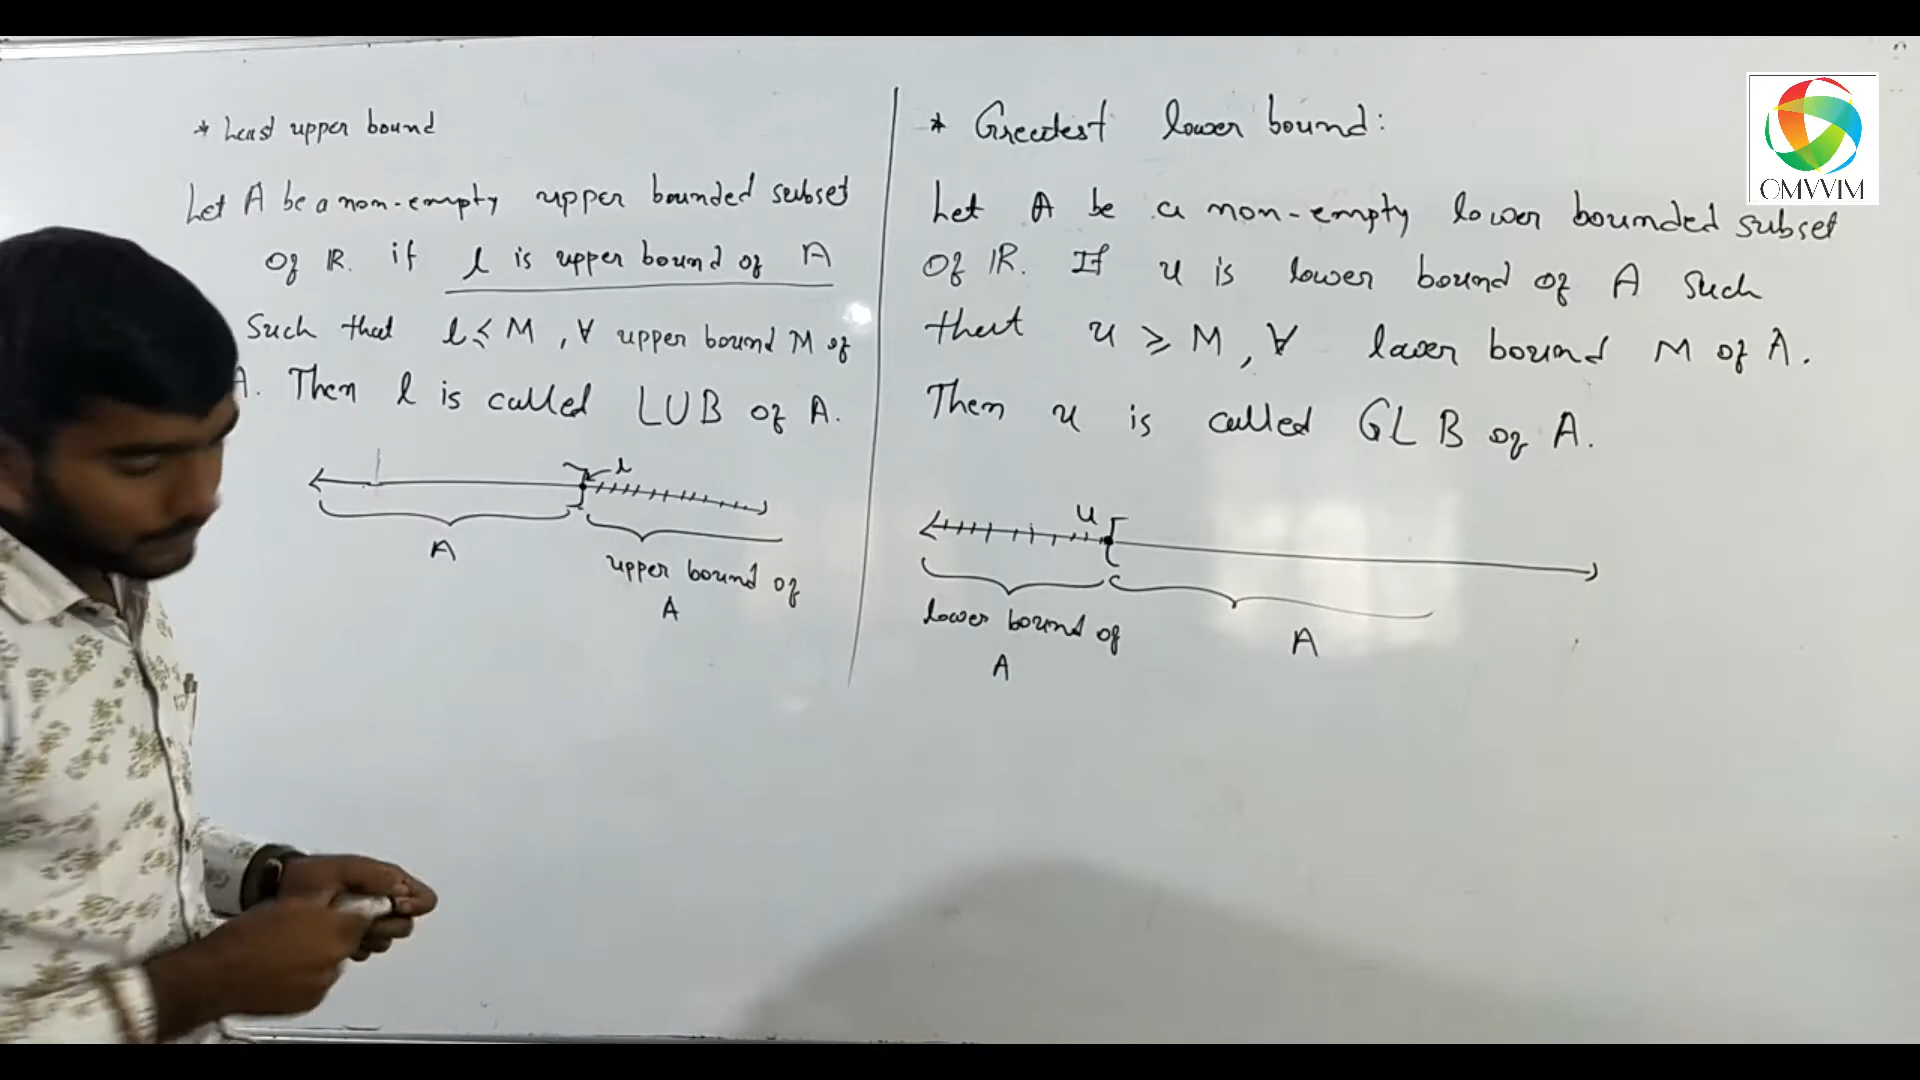 * Least upper bound
Let A be a non-empty upper bounded subset
of IR. if l is upper bound of A
Such that l ≤ M, ∀ upper bound M of
A. Then l is called LUB of A.
l
A
upper bound of
A
* Greatest lower bound:
Let A be a non-empty lower bounded subset
of IR. If u is lower bound of A such
that u ≥ M, ∀ lower bound M of A.
Then u is called GLB of A.
u
lower bound of
A
A
CMVVIM